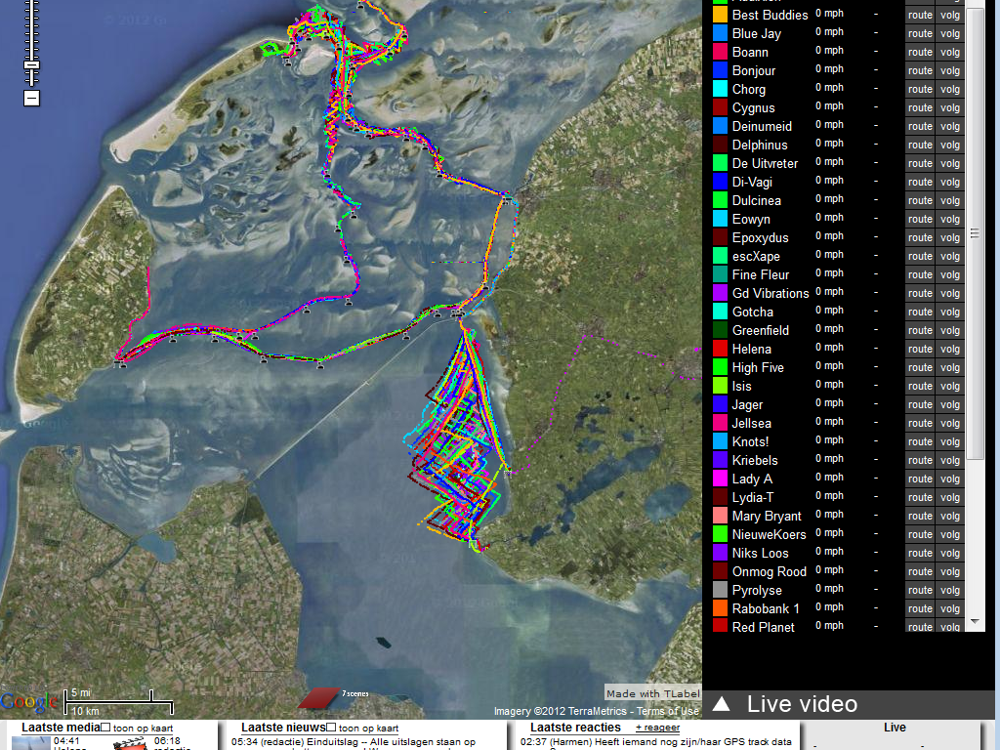 © 2012 G
Best Buddies 0 mph - route volg
Blue Jay 0 mph - route volg
Boann 0 mph - route volg
Bonjour 0 mph - route volg
Chorg 0 mph - route volg
Cygnus 0 mph - route volg
Deinumeid 0 mph - route volg
Delphinus 0 mph - route volg
De Uitvreter 0 mph - route volg
Di-Vagi 0 mph - route volg
Dulcinea 0 mph - route volg
Eowyn 0 mph - route volg
Epoxydus 0 mph - route volg
escXape 0 mph - route volg
Fine Fleur 0 mph - route volg
Gd Vibrations 0 mph - route volg
Gotcha 0 mph - route volg
Greenfield 0 mph - route volg
Helena 0 mph - route volg
High Five 0 mph - route volg
Isis 0 mph - route volg
Jager 0 mph - route volg
Jellsea 0 mph - route volg
Knots! 0 mph - route volg
Kriebels 0 mph - route volg
Lady A 0 mph - route volg
Lydia-T 0 mph - route volg
Mary Bryant 0 mph - route volg
NieuweKoers 0 mph - route volg
Niks Loos 0 mph - route volg
Onmog Rood 0 mph - route volg
Pyrolyse 0 mph - route volg
Rabobank 1 0 mph - route volg
Red Planet 0 mph - route volg
Google
5 mi
10 km
7scenes
Made with TLabel
Imagery ©2012 TerraMetrics - Terms of Use
Live video
Laatste media toon op kaart
04:41
06:18
redactie
Laatste nieuws toon op kaart
05:34 (redactie) Einduitslag -- Alle uitslagen staan op
Laatste reacties + reageer
02:37 (Harmen) Heeft iemand nog zijn/haar GPS track data
Live
- -